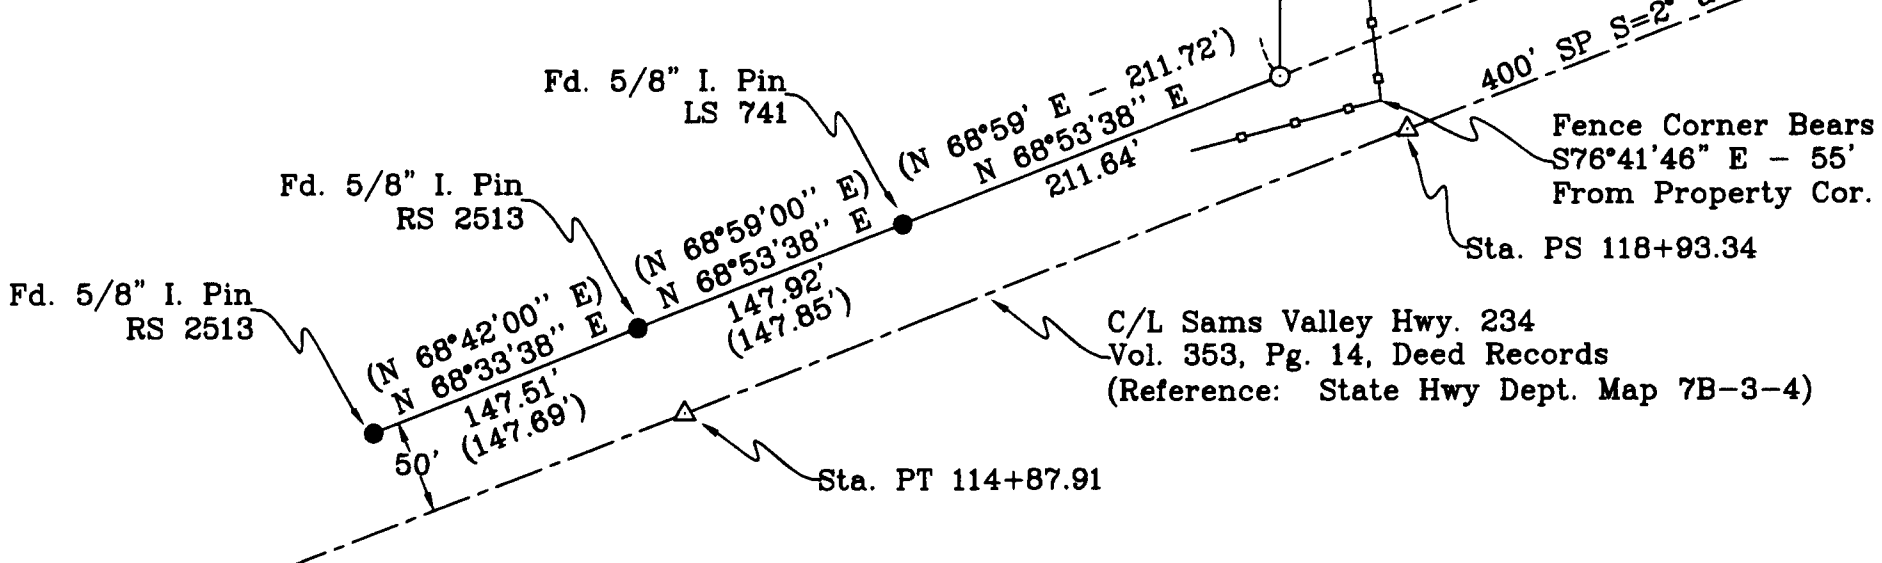 400' SP S=2°
(N 68°59' E - 211.72')
N 68°53'38'' E
211.64'
Fd. 5/8" I. Pin
LS 741
Fence Corner Bears
S76°41'46" E - 55'
From Property Cor.
Fd. 5/8" I. Pin
RS 2513
(N 68°59'00'' E)
N 68°53'38'' E
147.92'
(147.85')
Sta. PS 118+93.34
Fd. 5/8" I. Pin
RS 2513
(N 68°42'00'' E)
N 68°33'38'' E
147.51'
(147.69')
50'
C/L Sams Valley Hwy. 234
Vol. 353, Pg. 14, Deed Records
(Reference: State Hwy Dept. Map 7B-3-4)
Sta. PT 114+87.91